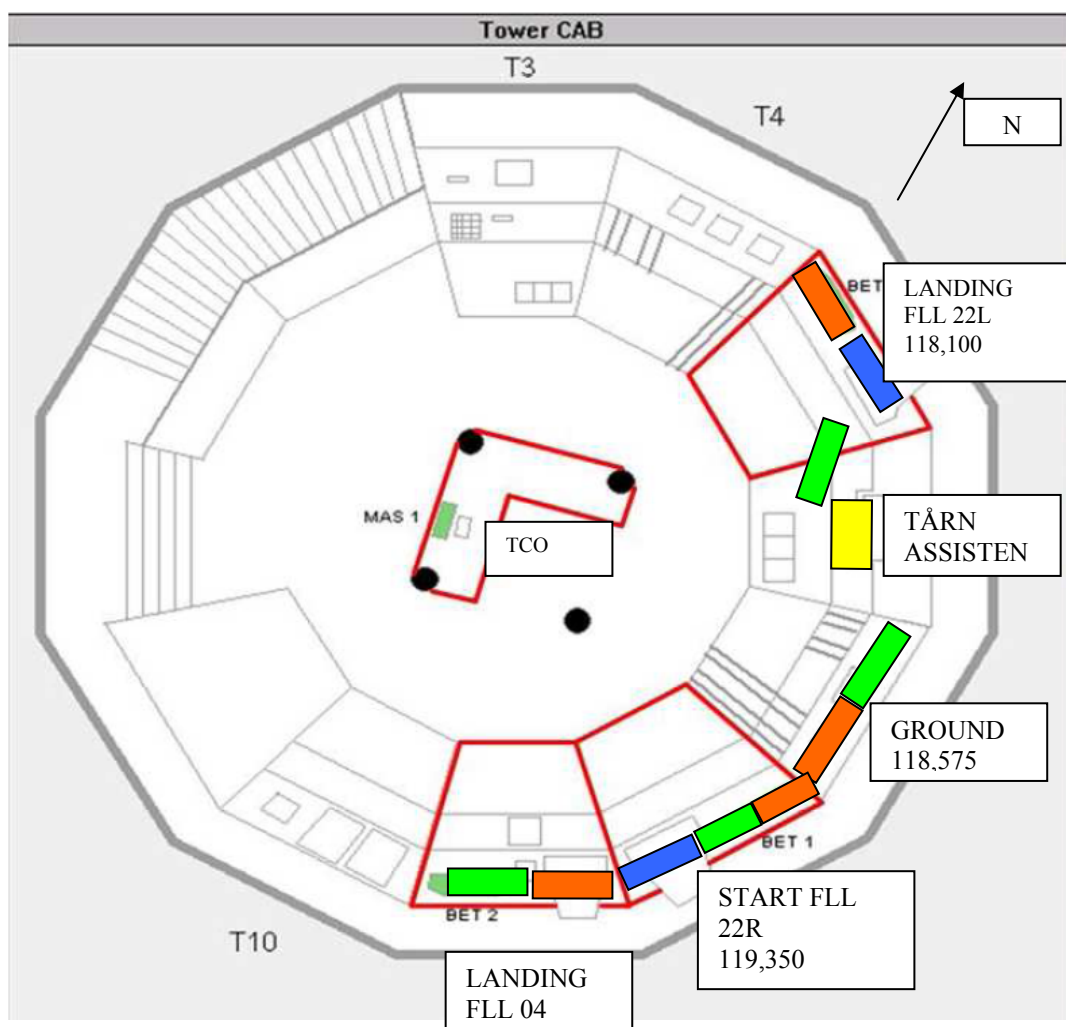 Tower CAB
T3
T4
N
BET
LANDING
FLL 22L
118,100
MAS 1
TCO
TÅRN
ASSISTEN
GROUND
118,575
BET 1
START FLL
22R
119,350
BET 2
T10
LANDING
FLL 04